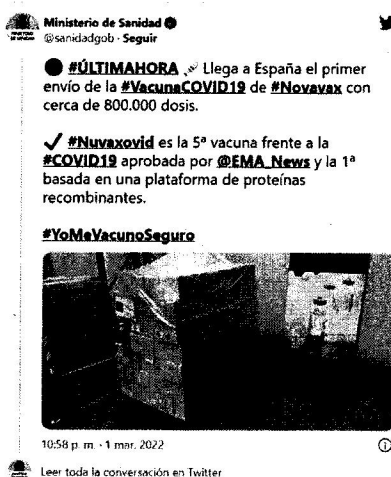 Ministerio de Sanidad
@sanidadgob · Seguir
#ÚLTIMAHORA Llega a España el primer
envío de la #VacunaCOVID19 de #Novavax con
cerca de 800.000 dosis.
✓ #Nuvaxovid es la 5ª vacuna frente a la
#COVID19 aprobada por @EMA_News y la 1ª
basada en una plataforma de proteínas
recombinantes.
#YoMeVacunoSeguro
10:58 p. m. · 1 mar. 2022
Leer toda la conversación en Twitter